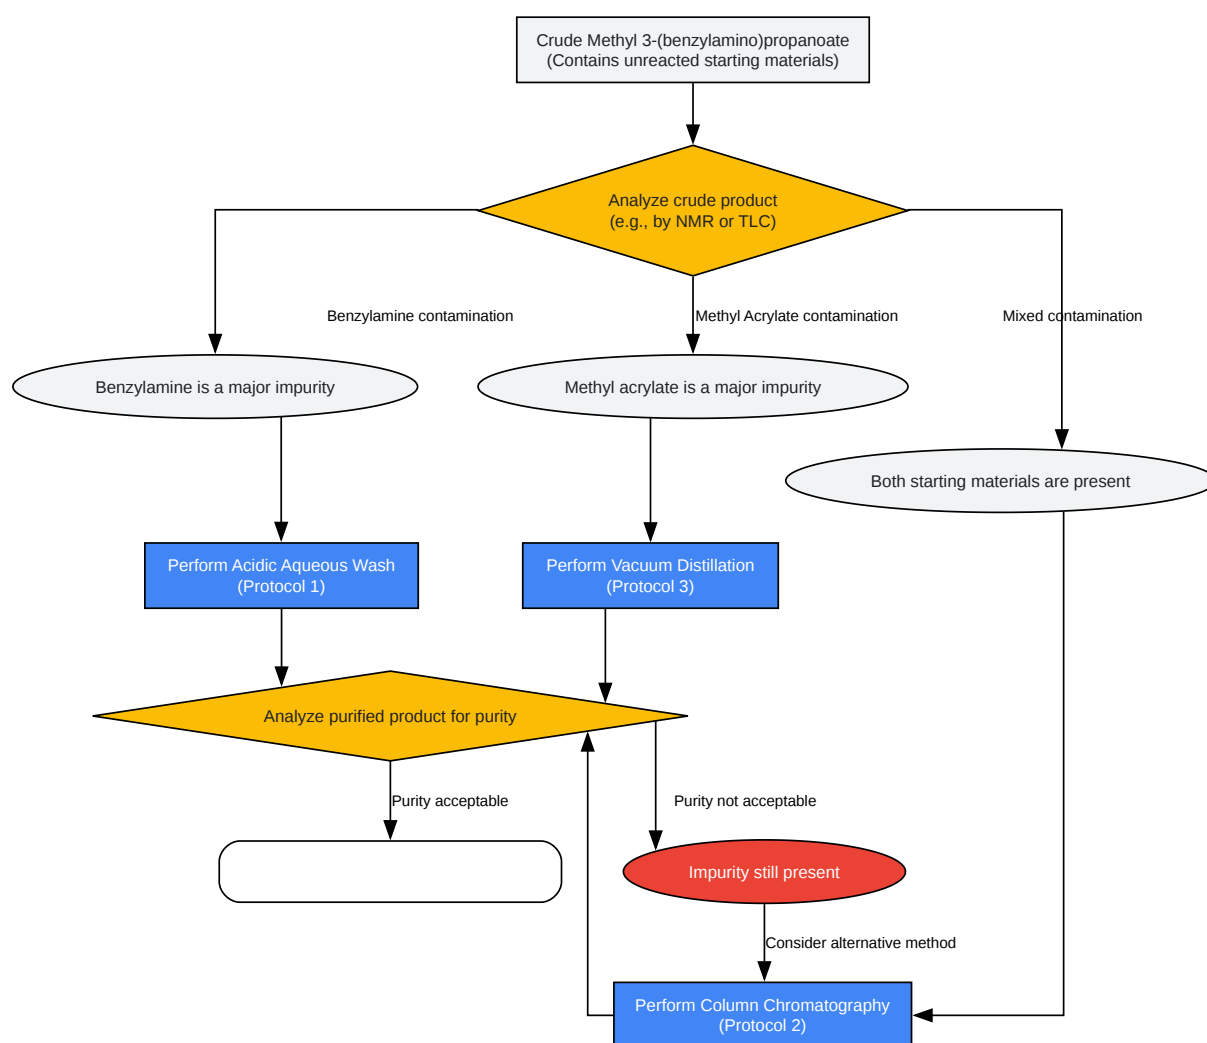 Crude Methyl 3-(benzylamino)propanoate
(Contains unreacted starting materials)
Analyze crude product
(e.g., by NMR or TLC)
Benzylamine contamination
Methyl Acrylate contamination
Mixed contamination
Benzylamine is a major impurity
Methyl acrylate is a major impurity
Both starting materials are present
Perform Acidic Aqueous Wash
(Protocol 1)
Perform Vacuum Distillation
(Protocol 3)
Analyze purified product for purity
Purity acceptable
Purity not acceptable
Impurity still present
Consider alternative method
Perform Column Chromatography
(Protocol 2)